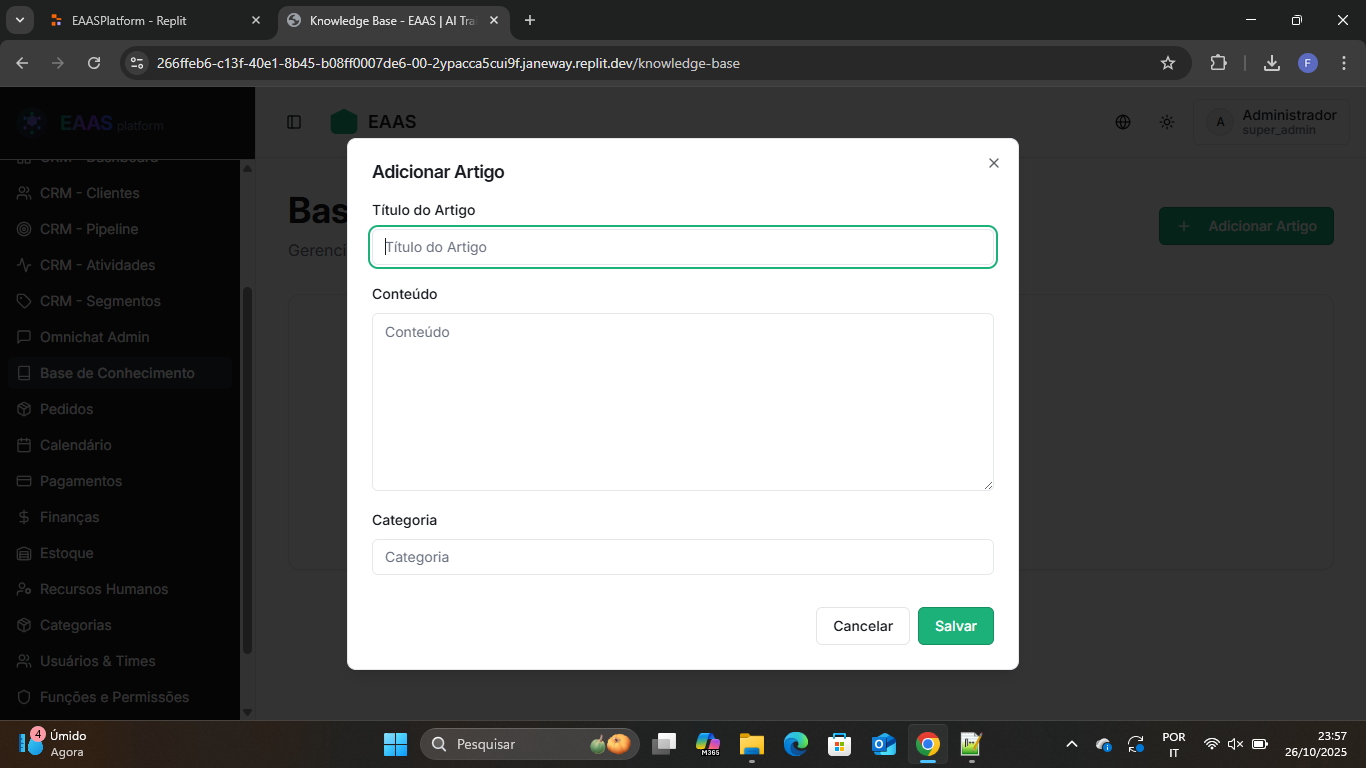 EAASPlatform - Replit
Knowledge Base - EAAS | AI Tra
266ffeb6-c13f-40e1-8b45-b08ff0007de6-00-2ypacca5cui9f.janeway.replit.dev/knowledge-base
F
EAAS platform
EAAS
A
Administrador
super_admin
CRM - Dashboard
CRM - Clientes
CRM - Pipeline
CRM - Atividades
CRM - Segmentos
Omnichat Admin
Base de Conhecimento
Pedidos
Calendário
Pagamentos
Finanças
Estoque
Recursos Humanos
Categorias
Usuários & Times
Funções e Permissões
Bas
Gerenci
Adicionar Artigo
Adicionar Artigo
Título do Artigo
Título do Artigo
Conteúdo
Conteúdo
Categoria
Categoria
Cancelar
Salvar
4
Úmido
Agora
Pesquisar
M365
POR
IT
23:57
26/10/2025